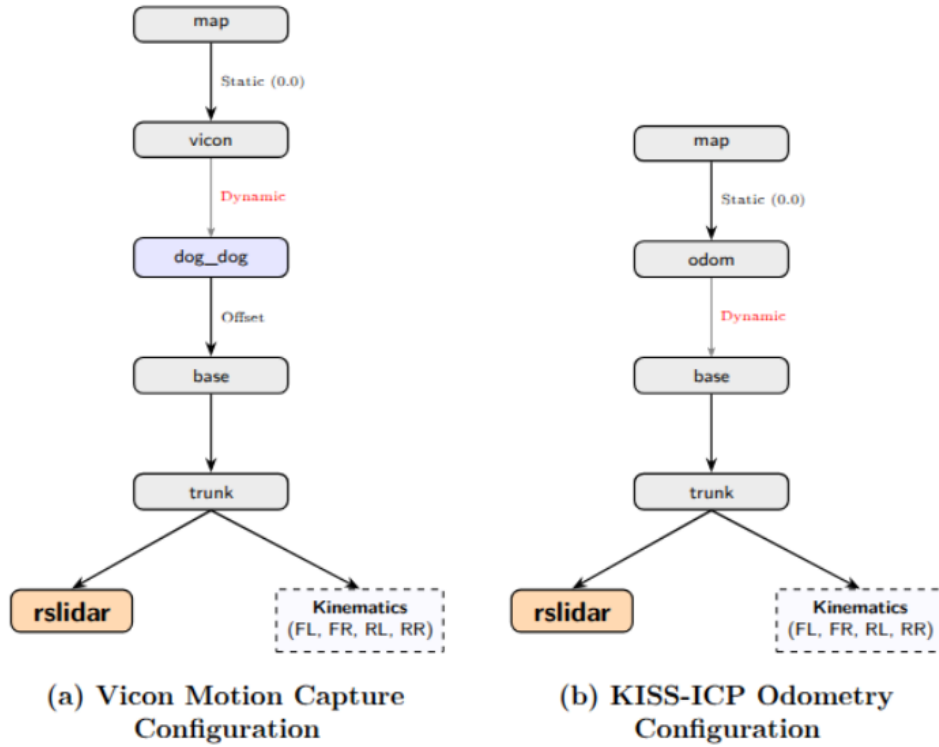 map
Static (0.0)
vicon
Dynamic
dog_dog
Offset
base
trunk
rslidar
Kinematics
(FL, FR, RL, RR)
(a) Vicon Motion Capture
Configuration
map
Static (0.0)
odom
Dynamic
base
trunk
rslidar
Kinematics
(FL, FR, RL, RR)
(b) KISS-ICP Odometry
Configuration